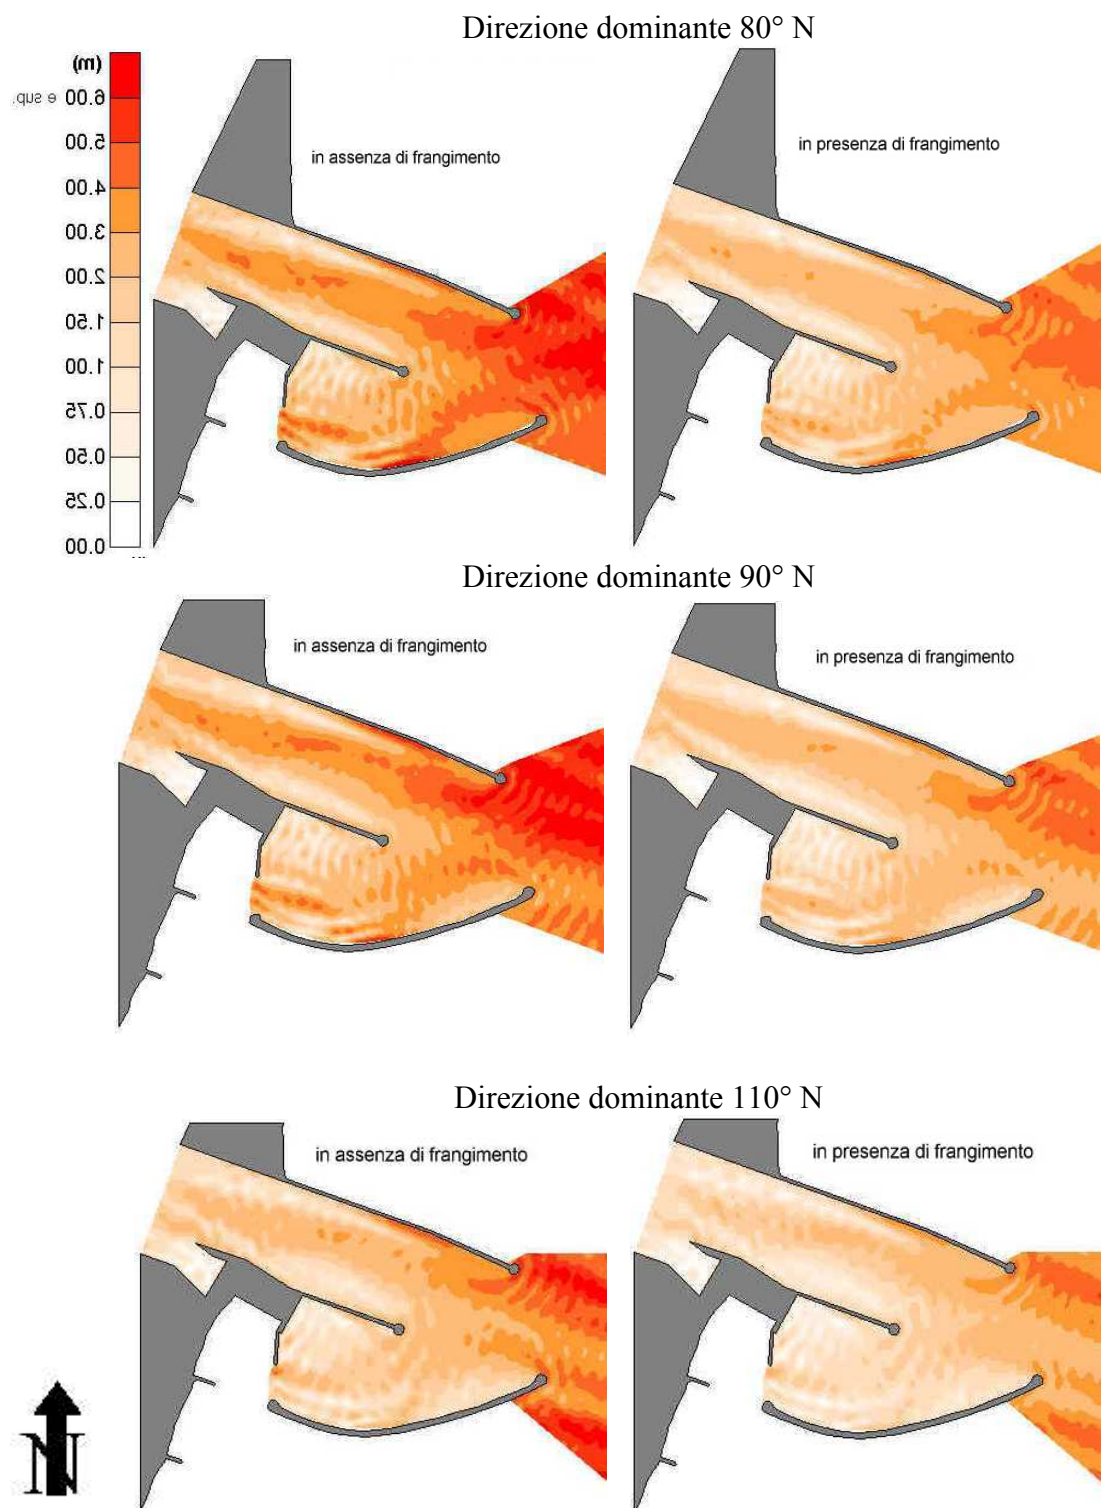 Direzione dominante 80° N
(m)
6.00 e sup.
5.00
4.00
3.00
2.00
1.50
1.00
0.75
0.50
0.25
0.00
in assenza di frangimento
in presenza di frangimento
Direzione dominante 90° N
in assenza di frangimento
in presenza di frangimento
Direzione dominante 110° N
in assenza di frangimento
in presenza di frangimento
N